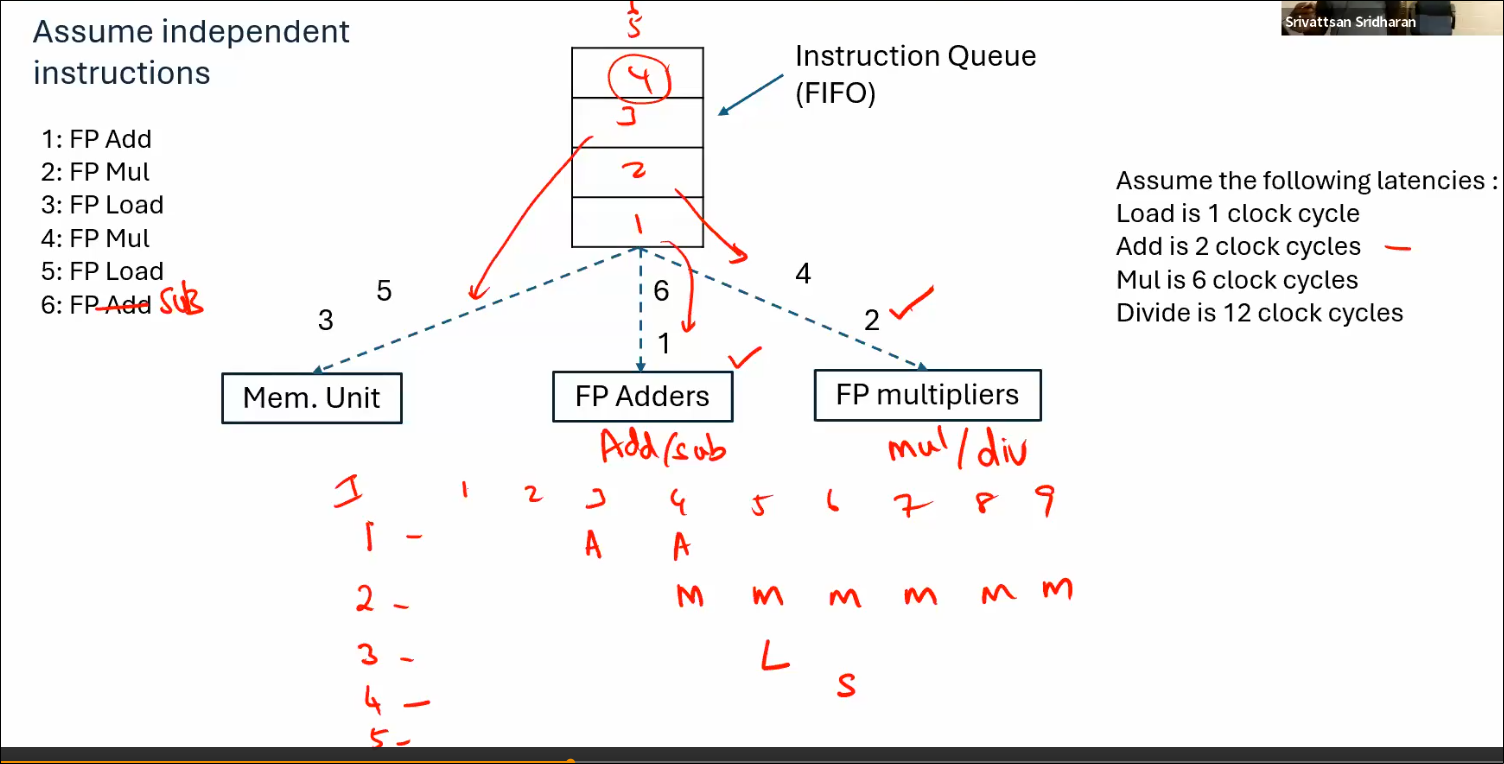 Srivattsan Sridharan
Assume independent
instructions
1: FP Add
2: FP Mul
3: FP Load
4: FP Mul
5: FP Load
6: FP Add Sub
5
4
3
2
1
Instruction Queue
(FIFO)
Assume the following latencies :
Load is 1 clock cycle
Add is 2 clock cycles
Mul is 6 clock cycles
Divide is 12 clock cycles
5 6 4
3 1 2
Mem. Unit
FP Adders
FP multipliers
Add/sub
mul/div
I 1 2 3 4 5 6 7 8 9
1 - A A
2 - M M M M M M
3 - L
4 - S
5 -